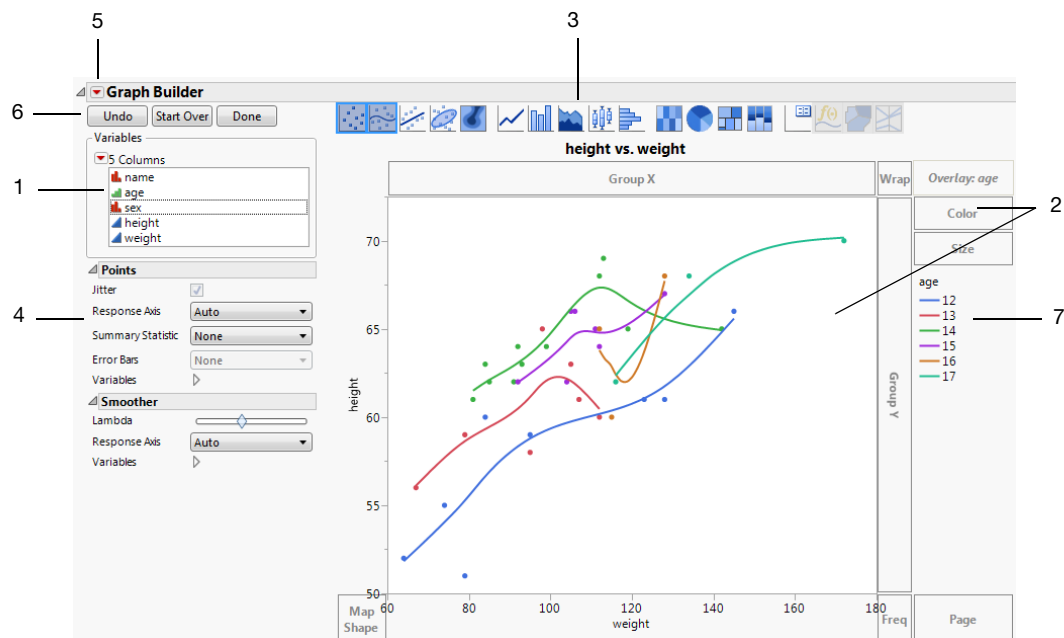 5
3
Graph Builder
6
Undo Start Over Done
Variables
height vs. weight
5 Columns
Group X Wrap Overlay: age
name
1
age
sex
Color
2
height
weight
Size
70
Points
age
Jitter
12
Response Axis Auto
13
4
7
14
Summary Statistic None
65
15
Error Bars None
16
Variables
17
Smoother
height
Group Y
Lambda
60
Response Axis Auto
Variables
55
50
Map Shape
60 80 100 120 140 160 180
weight
Freq
Page